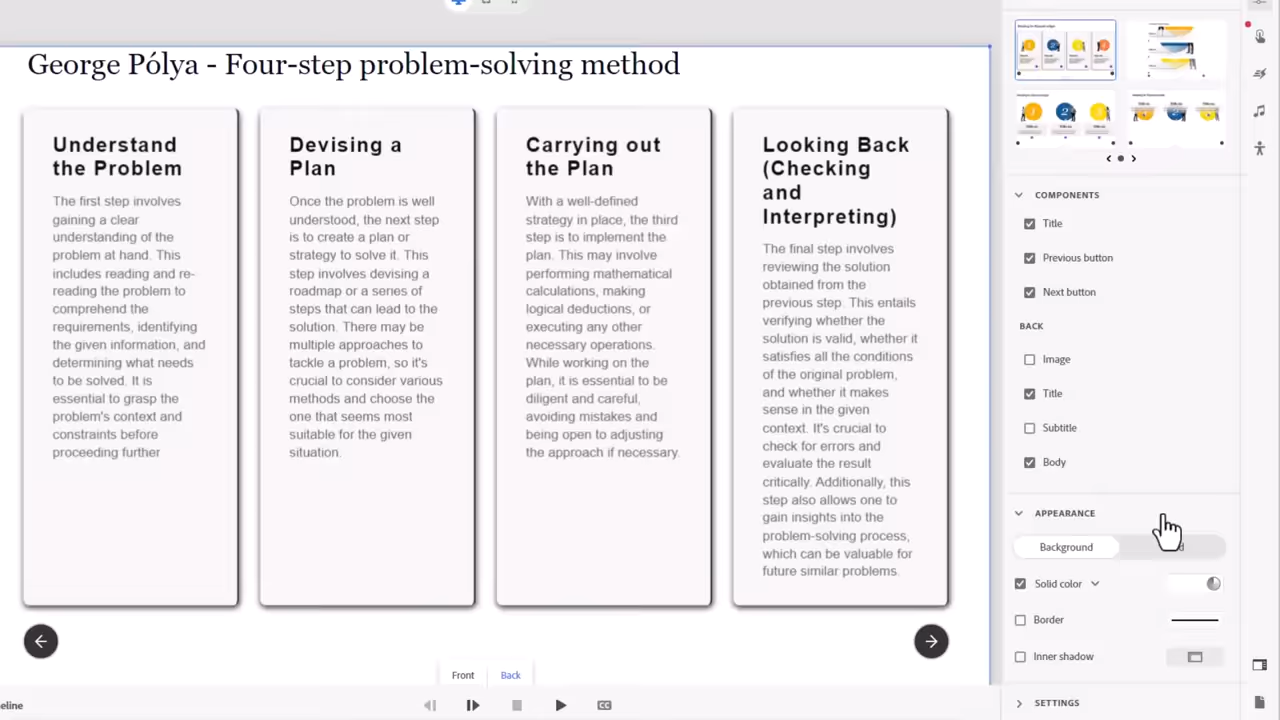 George Pólya - Four-step problem-solving method
Understand
the Problem
The first step involves
gaining a clear
understanding of the
problem at hand. This
includes reading and re-
reading the problem to
comprehend the
requirements, identifying
the given information, and
determining what needs
to be solved. It is
essential to grasp the
problem's context and
constraints before
proceeding further
Devising a
Plan
Once the problem is well
understood, the next step
is to create a plan or
strategy to solve it. This
step involves devising a
roadmap or a series of
steps that can lead to the
solution. There may be
multiple approaches to
tackle a problem, so it's
crucial to consider various
methods and choose the
one that seems most
suitable for the given
situation.
Carrying out
the Plan
With a well-defined
strategy in place, the third
step is to implement the
plan. This may involve
performing mathematical
calculations, making
logical deductions, or
executing any other
necessary operations.
While working on the
plan, it is essential to be
diligent and careful,
avoiding mistakes and
being open to adjusting
the approach if necessary.
Looking Back
(Checking
and
Interpreting)
The final step involves
reviewing the solution
obtained from the
previous step. This entails
verifying whether the
solution is valid, whether it
satisfies all the conditions
of the original problem,
and whether it makes
sense in the given
context. It's crucial to
check for errors and
evaluate the result
critically. Additionally, this
step also allows one to
gain insights into the
problem-solving process,
which can be valuable for
future similar problems.
Front
Back
eline
CC
COMPONENTS
Title
Previous button
Next button
BACK
Image
Title
Subtitle
Body
APPEARANCE
Background
Solid color
Border
Inner shadow
SETTINGS